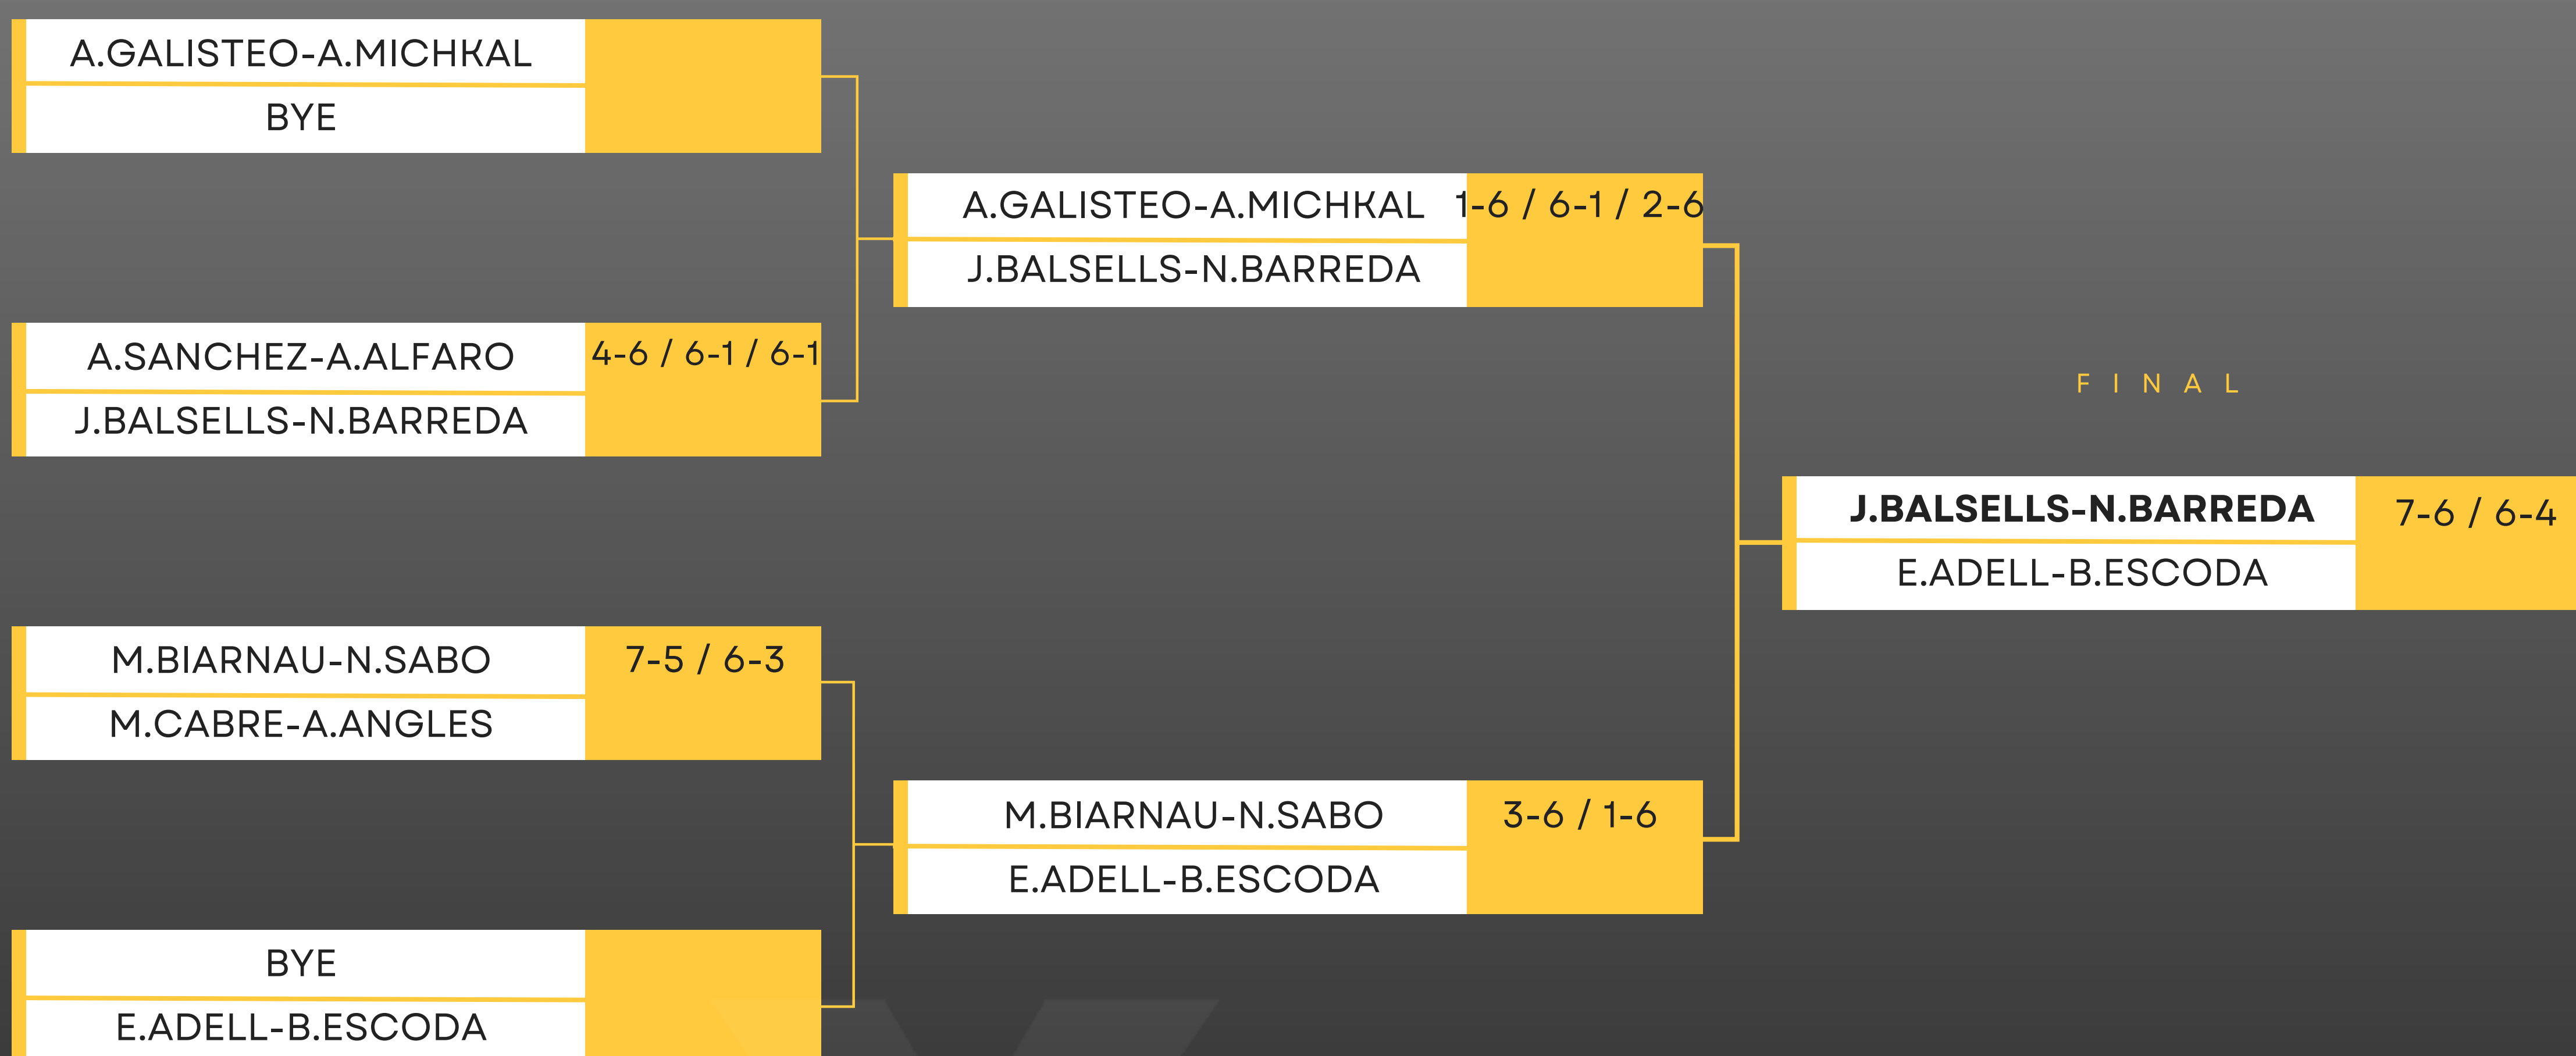 A.GALISTEO-A.MICHKAL
BYE
A.SANCHEZ-A.ALFARO 4-6 / 6-1 / 6-1
J.BALSELLS-N.BARREDA
M.BIARNAU-N.SABO 7-5 / 6-3
M.CABRE-A.ANGLES
BYE
E.ADELL-B.ESCODA
A.GALISTEO-A.MICHKAL 1-6 / 6-1 / 2-6
J.BALSELLS-N.BARREDA
M.BIARNAU-N.SABO 3-6 / 1-6
E.ADELL-B.ESCODA
FINAL
J.BALSELLS-N.BARREDA 7-6 / 6-4
E.ADELL-B.ESCODA